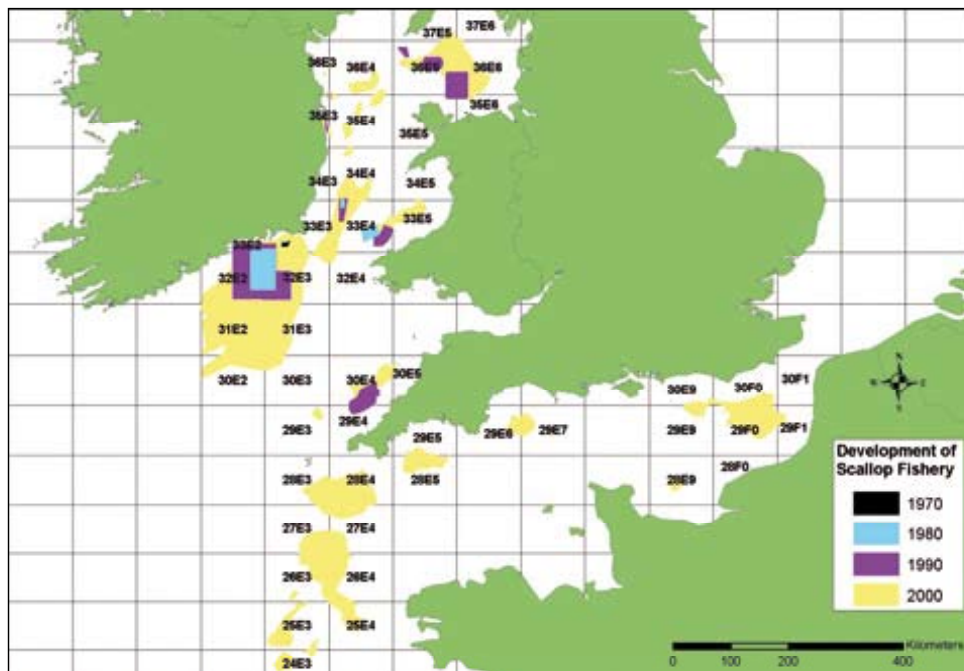 37E5 37E6
36E3 36E4 36E5 36E6
35E6
35E3 35E4
35E5
34E3 34E4 34E5
33E3 33E4 33E5
33E2
32E2 32E3 32E4
31E2 31E3
30E2 30E3 30E4 30E5 30E9 30F0 30F1
29E3 29E4 29E5 29E6 29E7 29E9 29F0 29F1
28E3 28E4 28E5 28E9 28F0
27E3 27E4
26E3 26E4
25E3 25E4
24E3
N
W E
S
Development of
Scallop Fishery
1970
1980
1990
2000
Kilometers
0 100 200 400